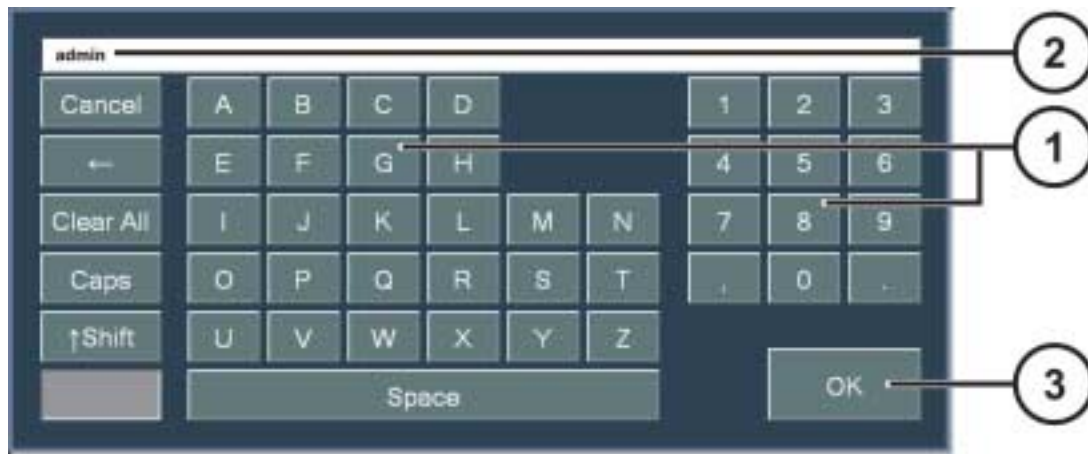 admin
2
Cancel A B C D 1 2 3
← E F G H 4 5 6
1
Clear All I J K L M N 7 8 9
Caps O P Q R S T , 0 .
↑Shift U V W X Y Z
Space OK
3